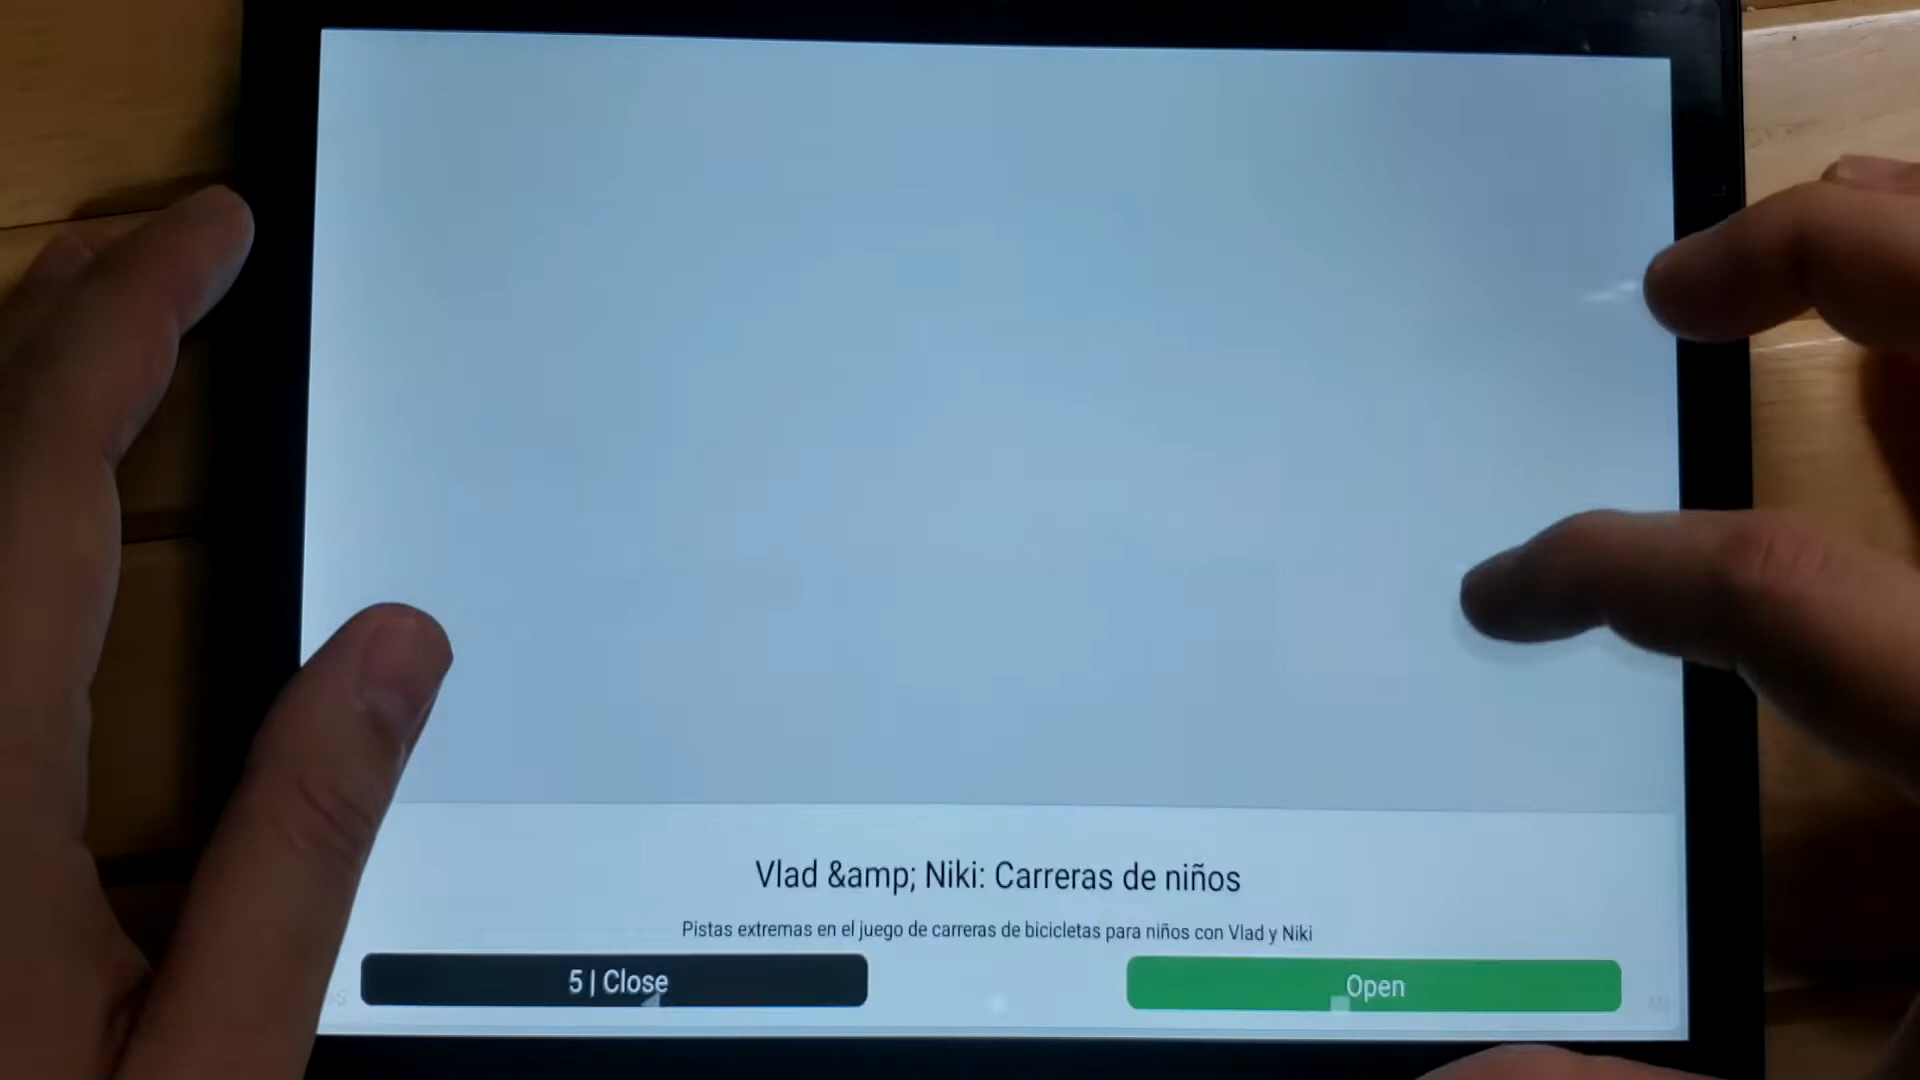 Vlad &amp; Niki: Carreras de niños
Pistas extremas en el juego de carreras de bicicletas para niños con Vlad y Niki
5 | Close
Open